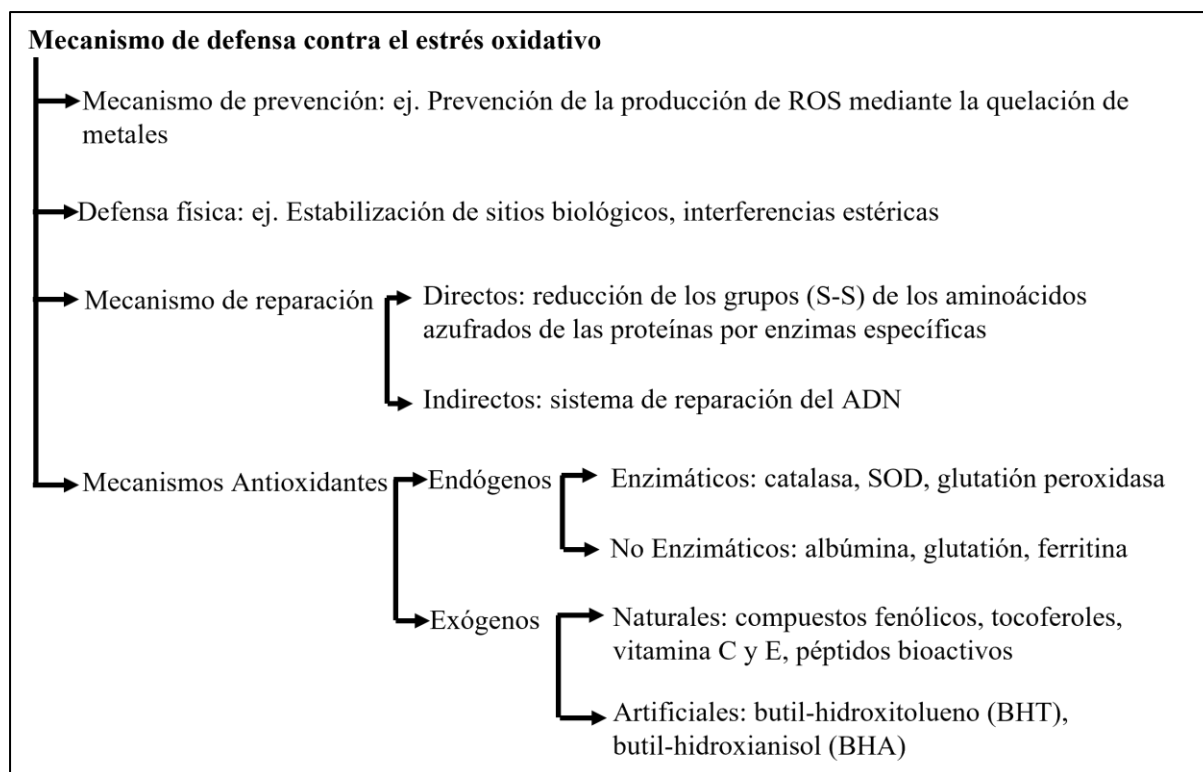 Mecanismo de defensa contra el estrés oxidativo
Mecanismo de prevención: ej. Prevención de la producción de ROS mediante la quelación de
metales
Defensa física: ej. Estabilización de sitios biológicos, interferencias estéricas
Mecanismo de reparación
Directos: reducción de los grupos (S-S) de los aminoácidos
azufrados de las proteínas por enzimas específicas
Indirectos: sistema de reparación del ADN
Mecanismos Antioxidantes
Endógenos
Enzimáticos: catalasa, SOD, glutatión peroxidasa
No Enzimáticos: albúmina, glutatión, ferritina
Exógenos
Naturales: compuestos fenólicos, tocoferoles,
vitamina C y E, péptidos bioactivos
Artificiales: butil-hidroxitolueno (BHT),
butil-hidroxianisol (BHA)